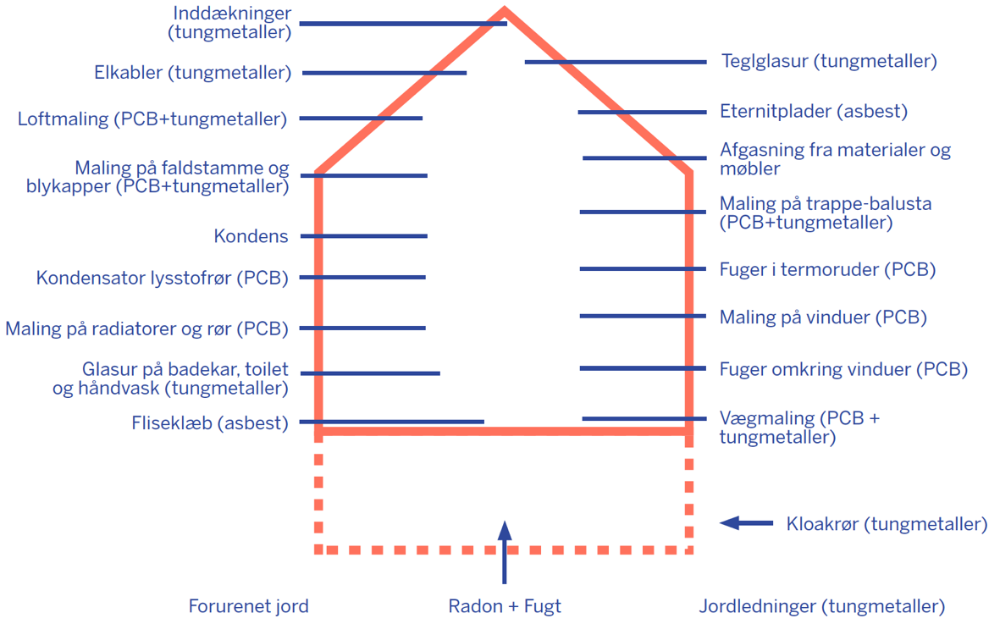 Inddækninger
(tungmetaller)
Elkabler (tungmetaller)
Loftmaling (PCB+tungmetaller)
Maling på faldstamme og
blykapper (PCB+tungmetaller)
Kondens
Kondensator lysstofrør (PCB)
Maling på radiatorer og rør (PCB)
Glasur på badekar, toilet
og håndvask (tungmetaller)
Fliseklæb (asbest)
Teglglasur (tungmetaller)
Eternitplader (asbest)
Afgasning fra materialer og
møbler
Maling på trappe-balusta
(PCB+tungmetaller)
Fuger i termoruder (PCB)
Maling på vinduer (PCB)
Fuger omkring vinduer (PCB)
Vægmaling (PCB +
tungmetaller)
Kloakrør (tungmetaller)
Forurenet jord
Radon + Fugt
Jordledninger (tungmetaller)